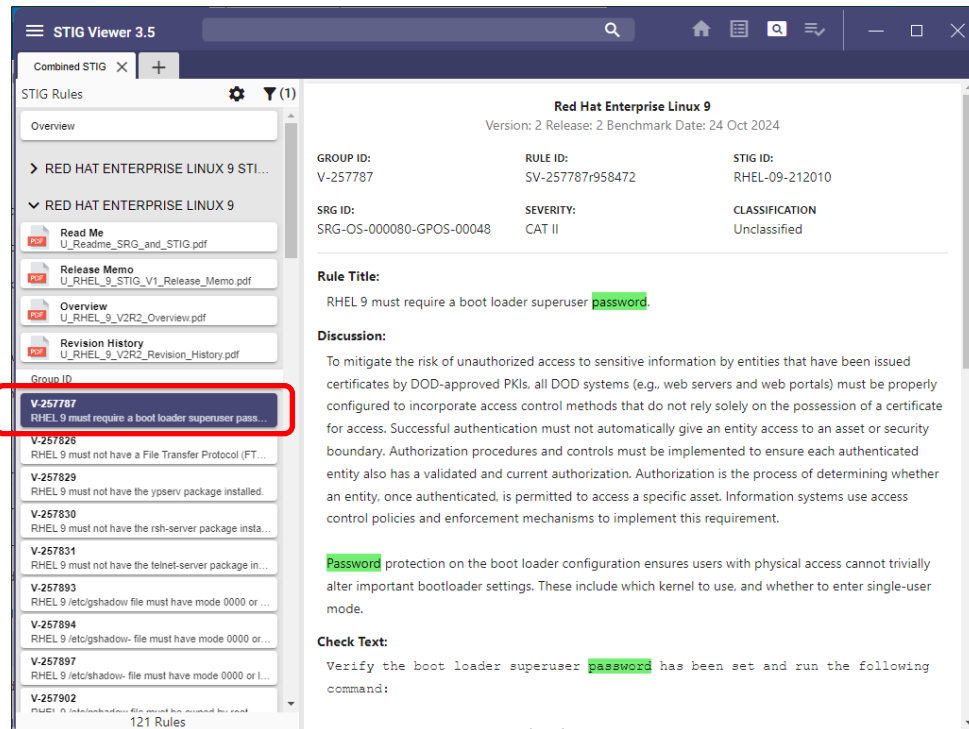 STIG Viewer 3.5
Combined STIG
STIG Rules
(1)
Overview
RED HAT ENTERPRISE LINUX 9 STI...
RED HAT ENTERPRISE LINUX 9
Read Me
U_Readme_SRG_and_STIG.pdf
Release Memo
U_RHEL_9_STIG_V1_Release_Memo.pdf
Overview
U_RHEL_9_V2R2_Overview.pdf
Revision History
U_RHEL_9_V2R2_Revision_History.pdf
Group ID
V-257787
RHEL 9 must require a boot loader superuser pass...
V-257826
RHEL 9 must not have a File Transfer Protocol (FT...
V-257829
RHEL 9 must not have the ypserv package installed.
V-257830
RHEL 9 must not have the rsh-server package insta...
V-257831
RHEL 9 must not have the telnet-server package in...
V-257893
RHEL 9 /etc/gshadow file must have mode 0000 or ...
V-257894
RHEL 9 /etc/gshadow- file must have mode 0000 or...
V-257897
RHEL 9 /etc/shadow- file must have mode 0000 or l...
V-257902
RHEL 9 /etc/gshadow file must be owned by root.
121 Rules
Red Hat Enterprise Linux 9
Version: 2 Release: 2 Benchmark Date: 24 Oct 2024
GROUP ID: RULE ID: STIG ID:
V-257787 SV-257787r958472 RHEL-09-212010
SRG ID: SEVERITY: CLASSIFICATION
SRG-OS-000080-GPOS-00048 CAT II Unclassified
Rule Title:
RHEL 9 must require a boot loader superuser password.
Discussion:
To mitigate the risk of unauthorized access to sensitive information by entities that have been issued
certificates by DOD-approved PKIs, all DOD systems (e.g., web servers and web portals) must be properly
configured to incorporate access control methods that do not rely solely on the possession of a certificate
for access. Successful authentication must not automatically give an entity access to an asset or security
boundary. Authorization procedures and controls must be implemented to ensure each authenticated
entity also has a validated and current authorization. Authorization is the process of determining whether
an entity, once authenticated, is permitted to access a specific asset. Information systems use access
control policies and enforcement mechanisms to implement this requirement.
Password protection on the boot loader configuration ensures users with physical access cannot trivially
alter important bootloader settings. These include which kernel to use, and whether to enter single-user
mode.
Check Text:
Verify the boot loader superuser password has been set and run the following
command: